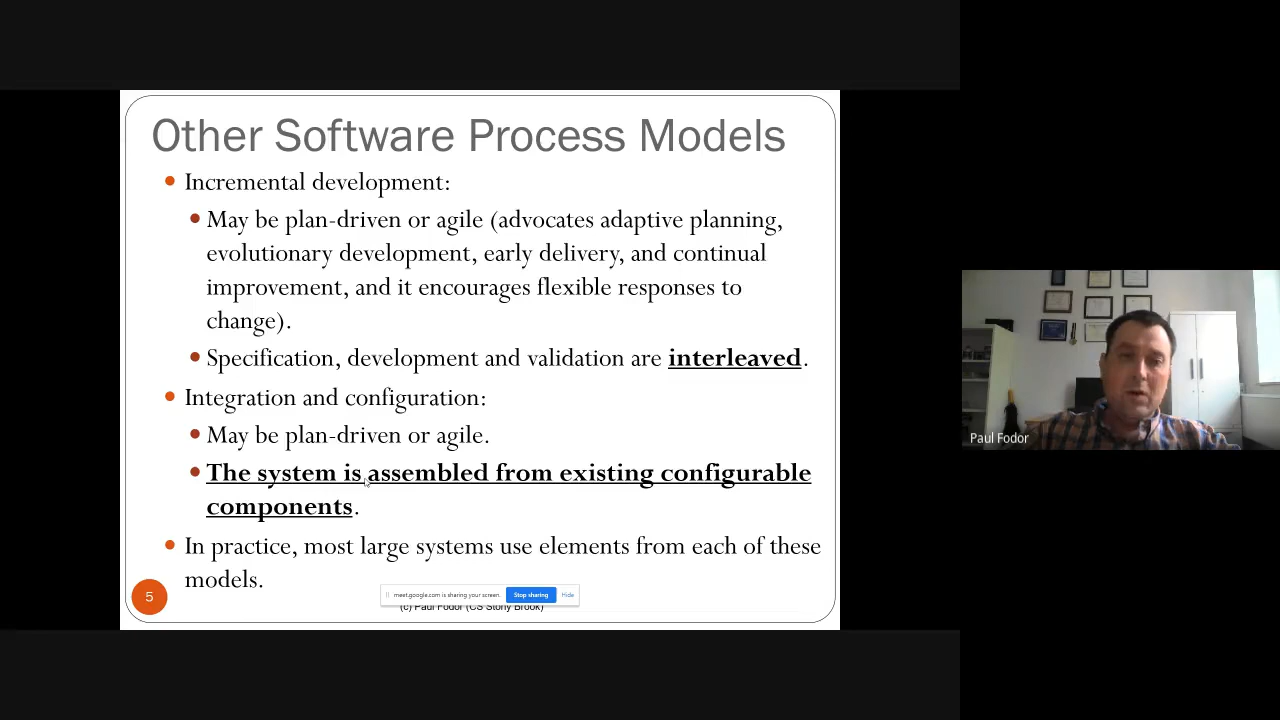 Other Software Process Models
• Incremental development:
• May be plan-driven or agile (advocates adaptive planning,
evolutionary development, early delivery, and continual
improvement, and it encourages flexible responses to
change).
• Specification, development and validation are interleaved.
• Integration and configuration:
• May be plan-driven or agile.
• The system is assembled from existing configurable
components.
• In practice, most large systems use elements from each of these
models.
5
meet.google.com is sharing your screen.
Stop sharing
Hide
(c) Paul Fodor (CS Stony Brook)
Paul Fodor